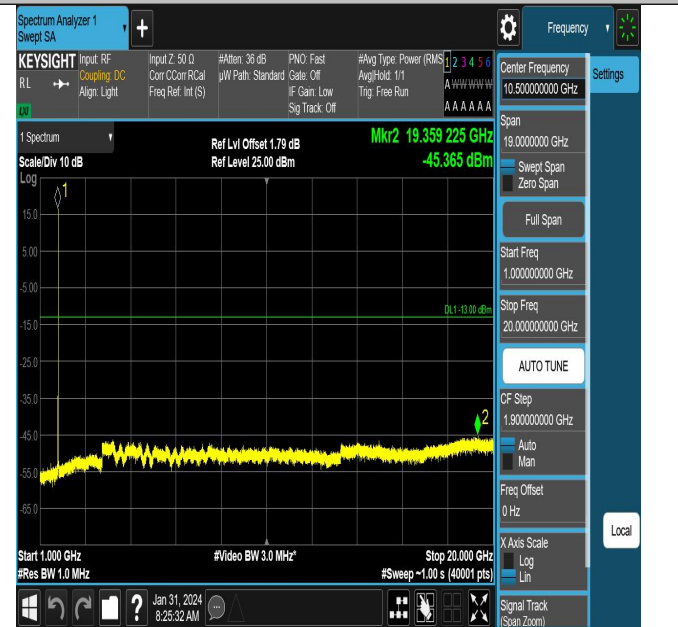 Spectrum Analyzer 1
Swept SA
Frequency
KEYSIGHT
RL
LXI
Input: RF
Coupling: DC
Align: Light
Input Z: 50 Ω
Corr CCorr RCal
Freq Ref: Int (S)
#Atten: 36 dB
µW Path: Standard
PNO: Fast
Gate: Off
IF Gain: Low
Sig Track: Off
#Avg Type: Power (RMS
Avg|Hold: 1/1
Trig: Free Run
1 2 3 4 5 6
A W W W W W
A A A A A A
1 Spectrum
Scale/Div 10 dB
Log
Ref Lvl Offset 1.79 dB
Ref Level 25.00 dBm
Mkr2 19.359 225 GHz
-45.365 dBm
1
15.0
5.00
-5.00
DL1 -13.00 dBm
-15.0
-25.0
-35.0
2
-45.0
-55.0
-65.0
Start 1.000 GHz
#Res BW 1.0 MHz
#Video BW 3.0 MHz*
Stop 20.000 GHz
#Sweep ~1.00 s (40001 pts)
?
Jan 31, 2024
8:25:32 AM
Center Frequency
10.500000000 GHz
Settings
Span
19.0000000 GHz
Swept Span
Zero Span
Full Span
Start Freq
1.000000000 GHz
Stop Freq
20.000000000 GHz
AUTO TUNE
CF Step
1.900000000 GHz
Auto
Man
Freq Offset
0 Hz
X Axis Scale
Log
Lin
Local
Signal Track
(Span Zoom)